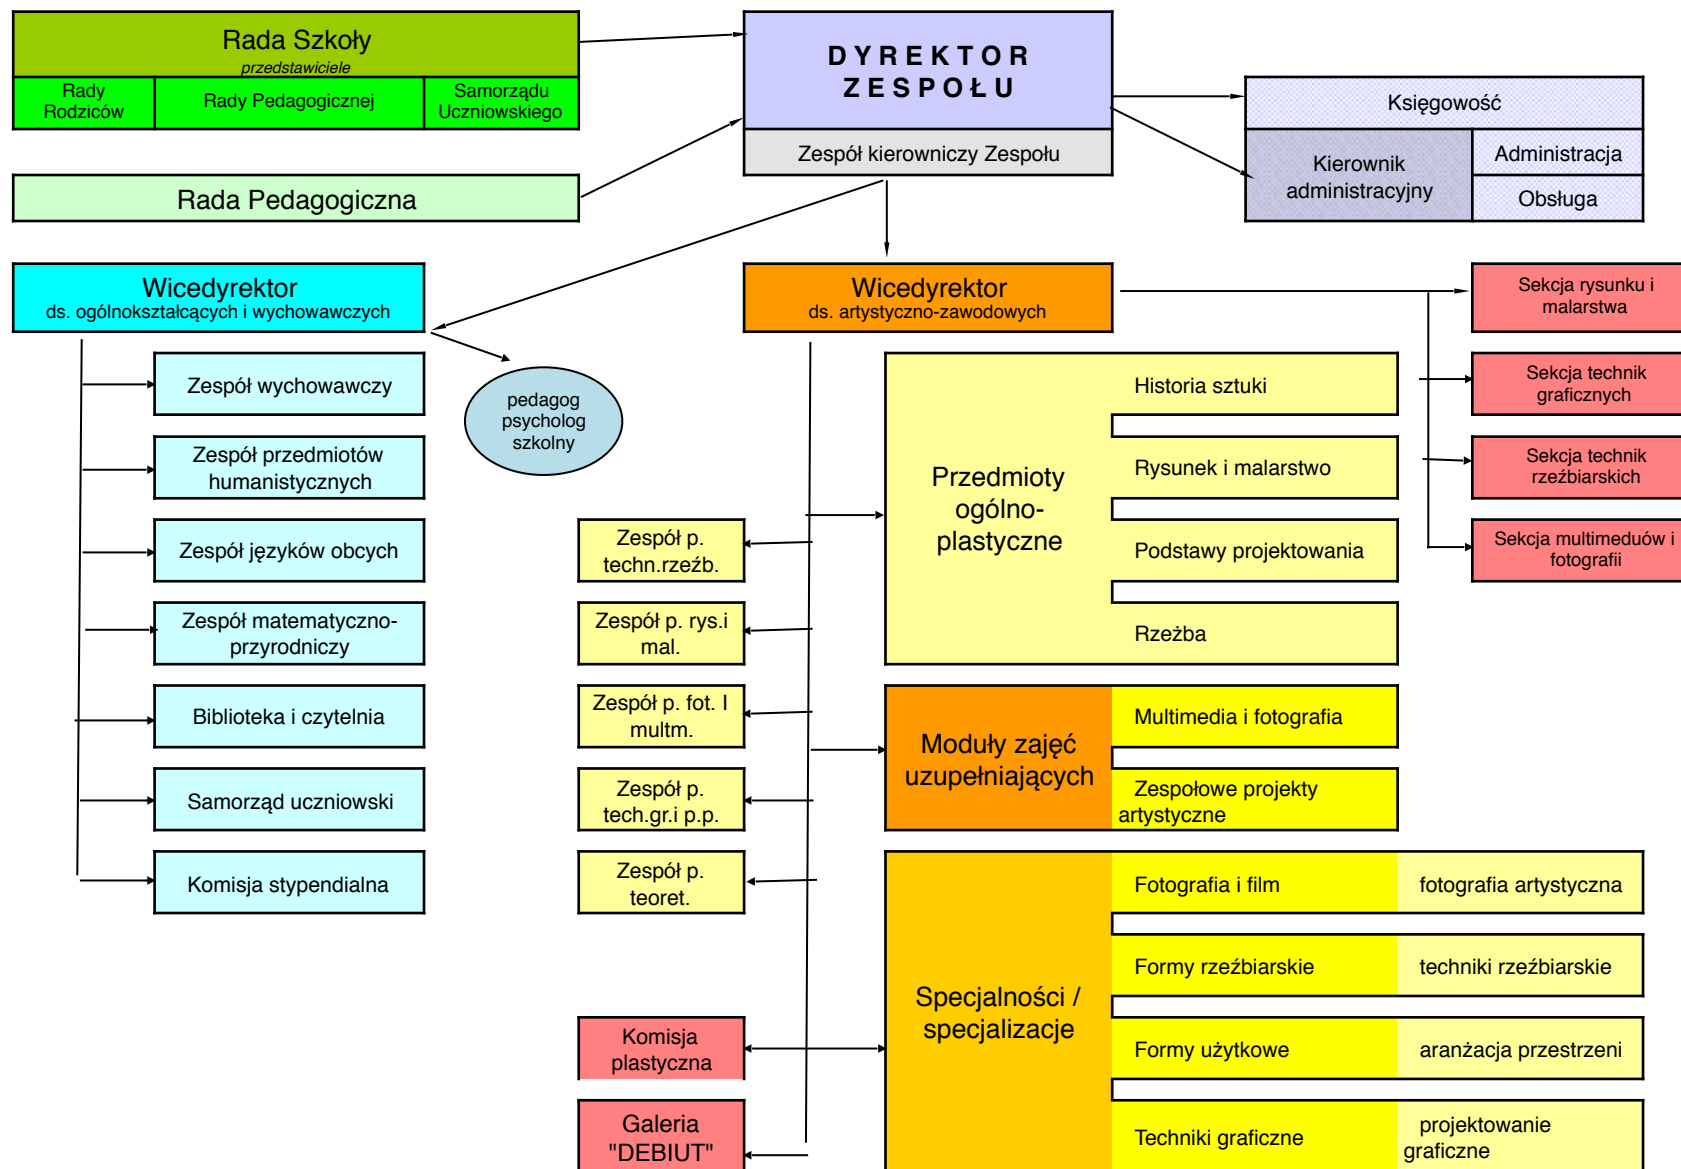 Rada Szkoły
przedstawiciele
Rady
Rodziców
Rady Pedagogicznej
Samorządu
Uczniowskiego
Rada Pedagogiczna
DYREKTOR
ZESPOŁU
Zespół kierowniczy Zespołu
Księgowość
Kierownik
administracyjny
Administracja
Obsługa
Wicedyrektor
ds. ogólnokształcących i wychowawczych
Zespół wychowawczy
Zespół przedmiotów
humanistycznych
Zespół języków obcych
Zespół matematyczno-
przyrodniczy
Biblioteka i czytelnia
Samorząd uczniowski
Komisja stypendialna
pedagog
psycholog
szkolny
Wicedyrektor
ds. artystyczno-zawodowych
Zespół p.
techn.rzeźb.
Zespół p. rys.i
mal.
Zespół p. fot. I
multm.
Zespół p.
tech.gr.i p.p.
Zespół p.
teoret.
Komisja
plastyczna
Galeria
"DEBIUT"
Przedmioty
ogólno-
plastyczne
Historia sztuki
Rysunek i malarstwo
Podstawy projektowania
Rzeżba
Moduły zajęć
uzupełniających
Multimedia i fotografia
Zespołowe projekty
artystyczne
Specjalności /
specjalizacje
Fotografia i film
fotografia artystyczna
Formy rzeźbiarskie
techniki rzeźbiarskie
Formy użytkowe
aranżacja przestrzeni
Techniki graficzne
projektowanie
graficzne
Sekcja rysunku i
malarstwa
Sekcja technik
graficznych
Sekcja technik
rzeźbiarskich
Sekcja multimeduów i
fotografii